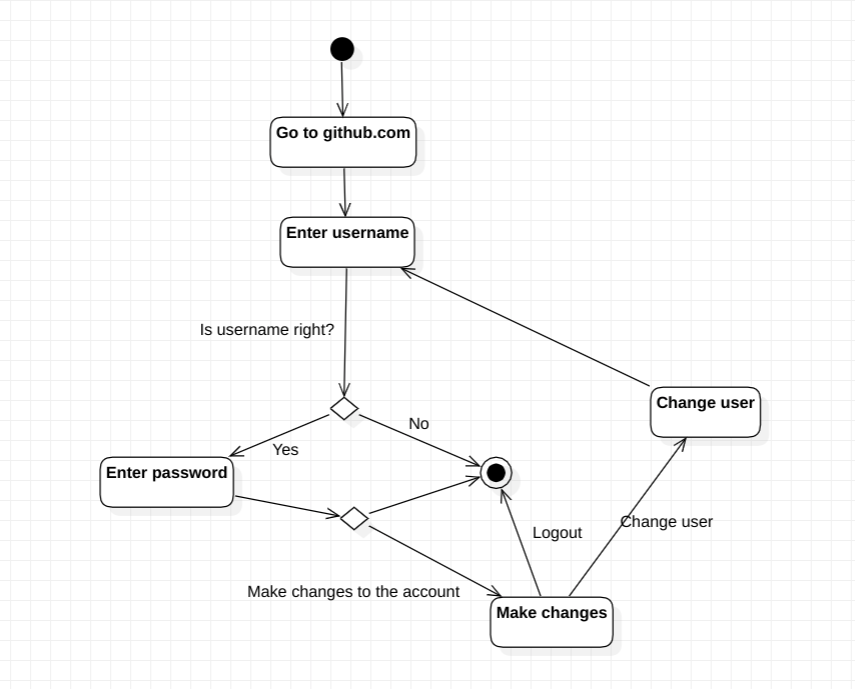 Go to github.com
Enter username
Is username right?
Change user
No
Yes
Enter password
Change user
Logout
Make changes to the account
Make changes